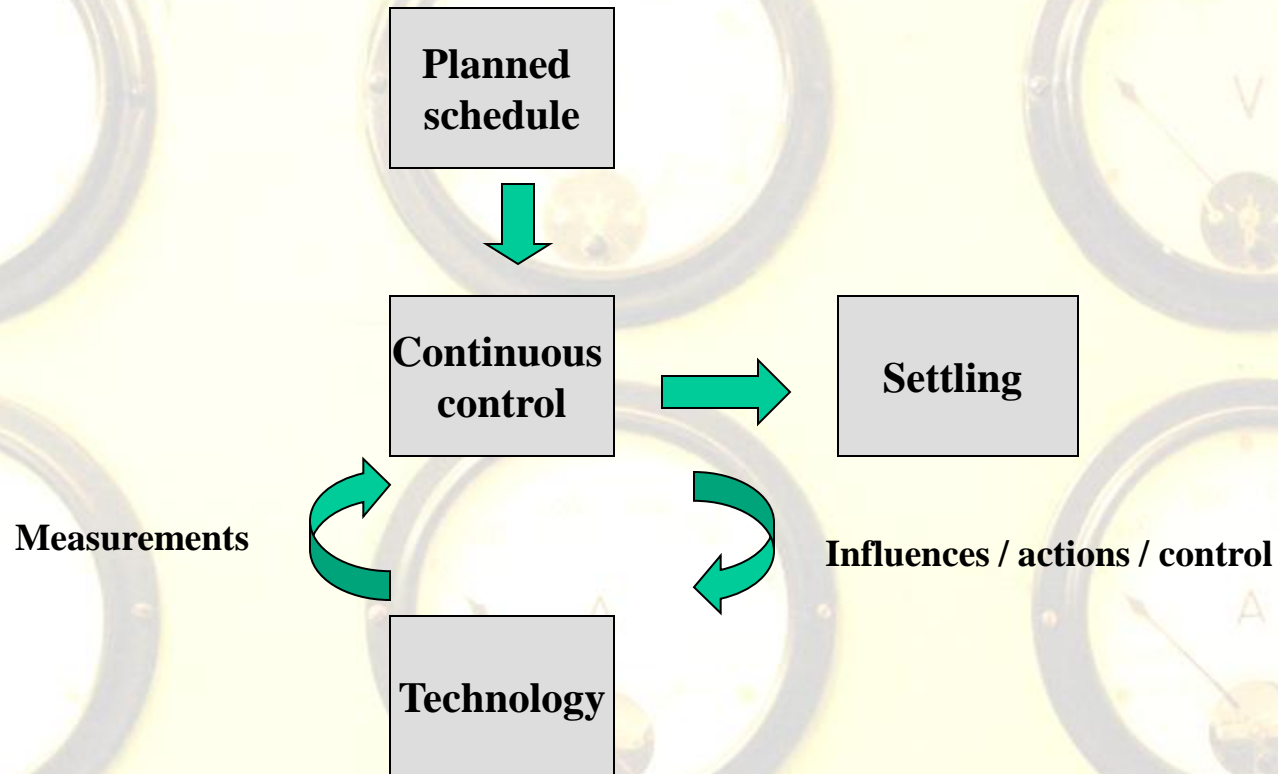 Planned
schedule
V
Continuous
control
Settling
Measurements
Influences / actions / control
A
A
Technology